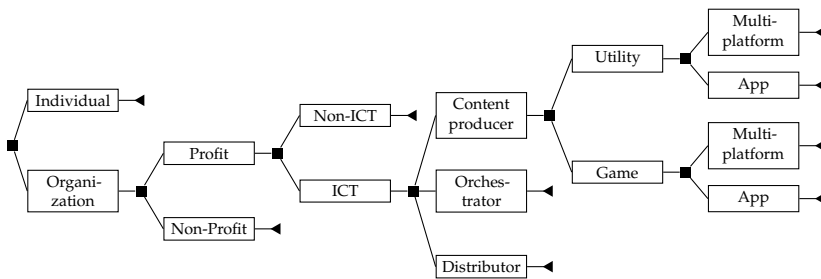 Individual
Organi-
zation
Profit
Non-Profit
Non-ICT
ICT
Content
producer
Orches-
trator
Distributor
Utility
Game
Multi-
platform
App
Multi-
platform
App